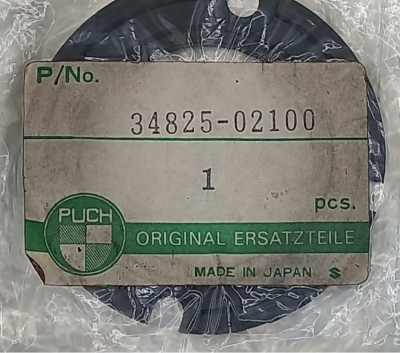 P/No.
34825-02100
1
pcs.
PUCH
ORIGINAL ERSATZTEILE
MADE IN JAPAN